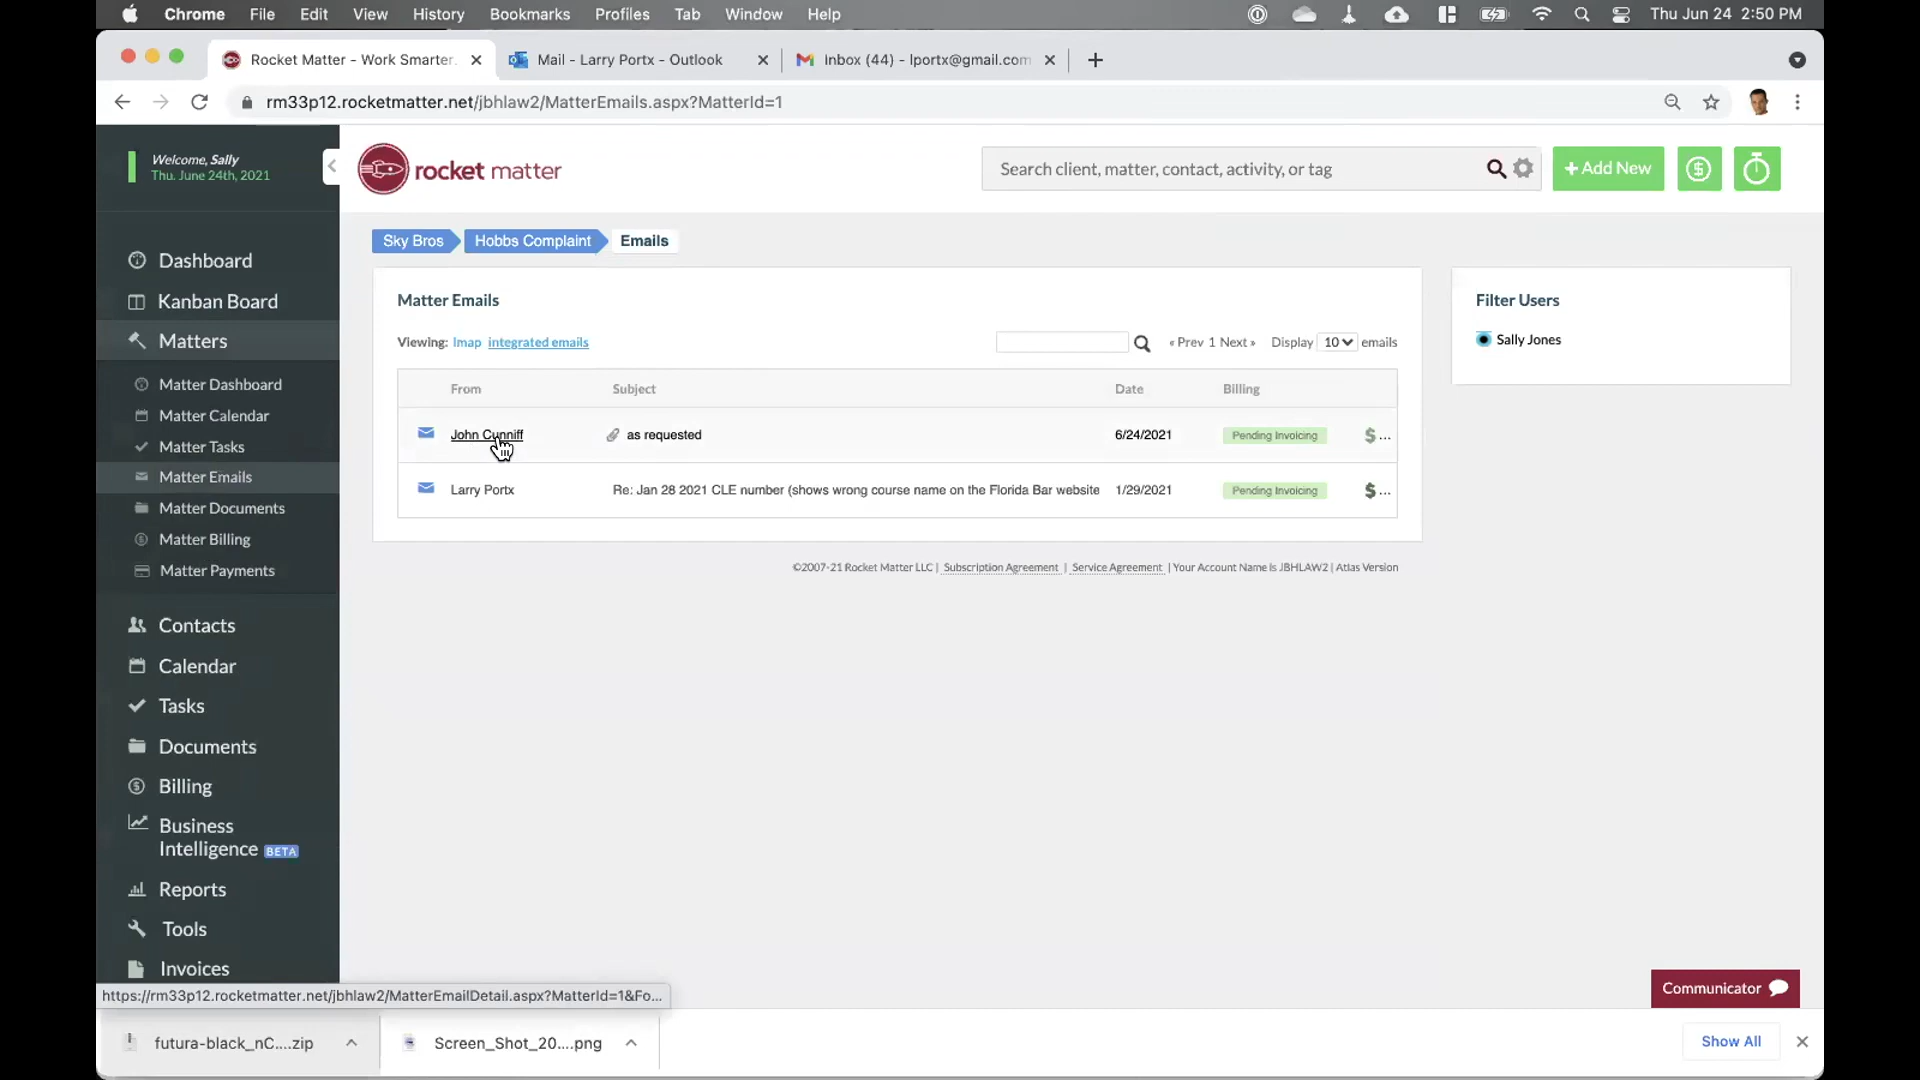 Chrome File Edit View History Bookmarks Profiles Tab Window Help Thu Jun 24 2:50 PM
Rocket Matter - Work Smarter. Mail - Larry Portx - Outlook Inbox (44) - lportx@gmail.com
rm33p12.rocketmatter.net/jbhlaw2/MatterEmails.aspx?MatterId=1
Welcome, Sally
Thu. June 24th, 2021
rocket matter
Search client, matter, contact, activity, or tag
+ Add New
Dashboard
Kanban Board
Matters
Matter Dashboard
Matter Calendar
Matter Tasks
Matter Emails
Matter Documents
Matter Billing
Matter Payments
Contacts
Calendar
Tasks
Documents
Billing
Business
Intelligence BETA
Reports
Tools
Invoices
Sky Bros Hobbs Complaint Emails
Matter Emails
Viewing: Imap integrated emails « Prev 1 Next » Display 10 emails
From Subject Date Billing
John Cunniff as requested 6/24/2021 Pending Invoicing $ ...
Larry Portx Re: Jan 28 2021 CLE number (shows wrong course name on the Florida Bar website 1/29/2021 Pending Invoicing $ ...
©2007-21 Rocket Matter LLC | Subscription Agreement | Service Agreement | Your Account Name is JBHLAW2 | Atlas Version
Filter Users
Sally Jones
Communicator
https://rm33p12.rocketmatter.net/jbhlaw2/MatterEmailDetail.aspx?MatterId=1&Fo...
futura-black_nC....zip Screen_Shot_20....png Show All